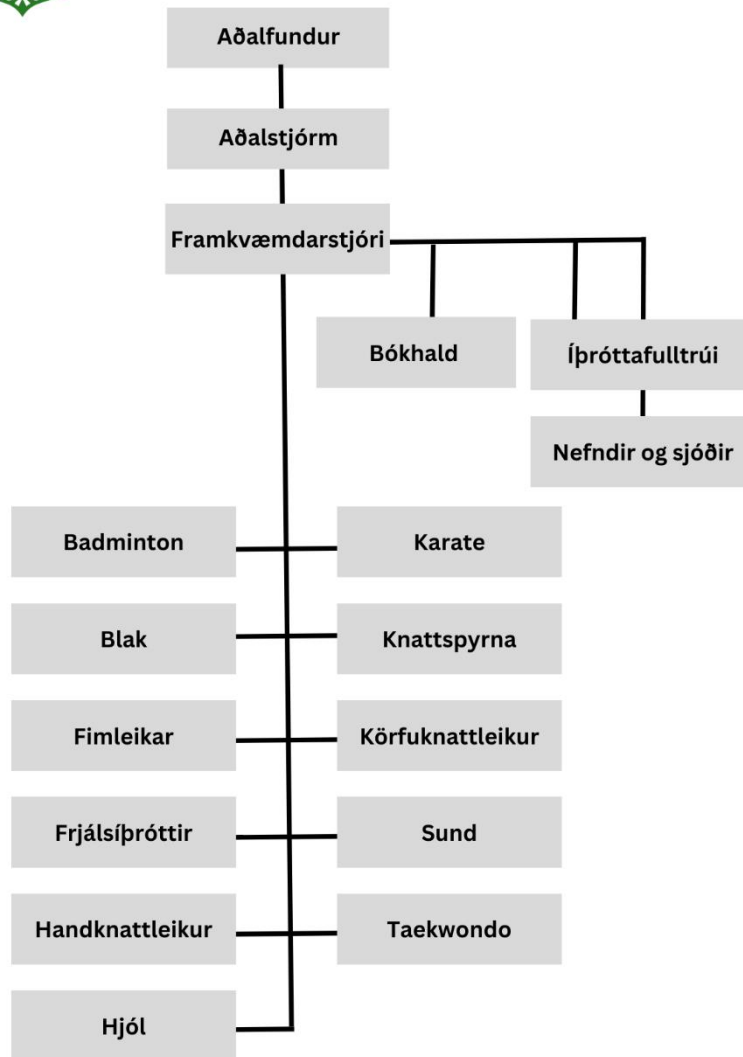 Aðalfundur
Aðalstjórm
Framkvæmdarstjóri
Bókhald
Íþróttafulltrúi
Nefndir og sjóðir
Badminton
Karate
Blak
Knattspyrna
Fimleikar
Körfuknattleikur
Frjálsíþróttir
Sund
Handknattleikur
Taekwondo
Hjól